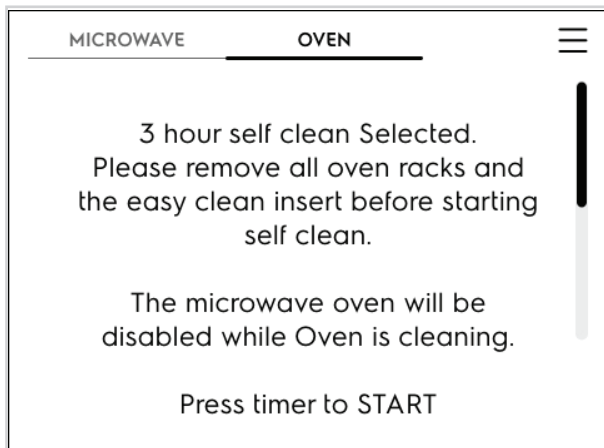 MICROWAVE OVEN
3 hour self clean Selected.
Please remove all oven racks and
the easy clean insert before starting
self clean.
The microwave oven will be
disabled while Oven is cleaning.
Press timer to START